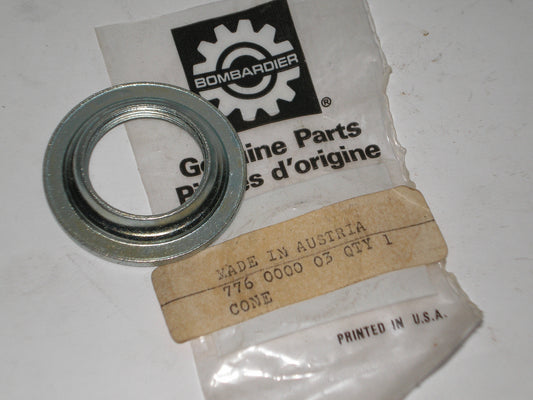 BOMBARDIER
®
Genuine Parts
Pièces d'origine
MADE IN AUSTRIA
776 0000 03 QTY 1
CONE
PRINTED IN U.S.A.